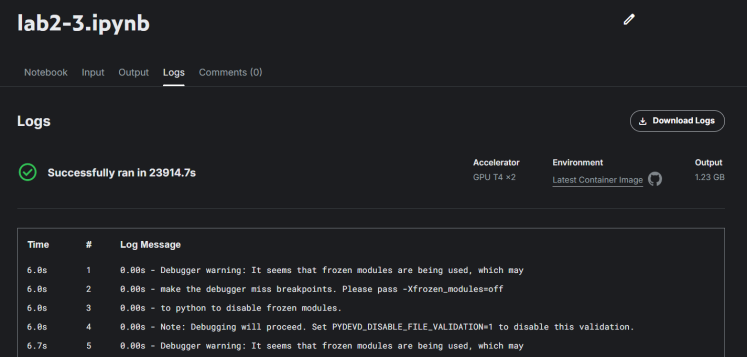 lab2-3.ipynb
Notebook Input Output Logs Comments (0)
Logs
Download Logs
Successfully ran in 23914.7s
Accelerator Environment Output
GPU T4 ×2 Latest Container Image 1.23 GB
Time # Log Message
6.0s 1 0.00s - Debugger warning: It seems that frozen modules are being used, which may
6.0s 2 0.00s - make the debugger miss breakpoints. Please pass -Xfrozen_modules=off
6.0s 3 0.00s - to python to disable frozen modules.
6.0s 4 0.00s - Note: Debugging will proceed. Set PYDEVD_DISABLE_FILE_VALIDATION=1 to disable this validation.
6.7s 5 0.00s - Debugger warning: It seems that frozen modules are being used, which may